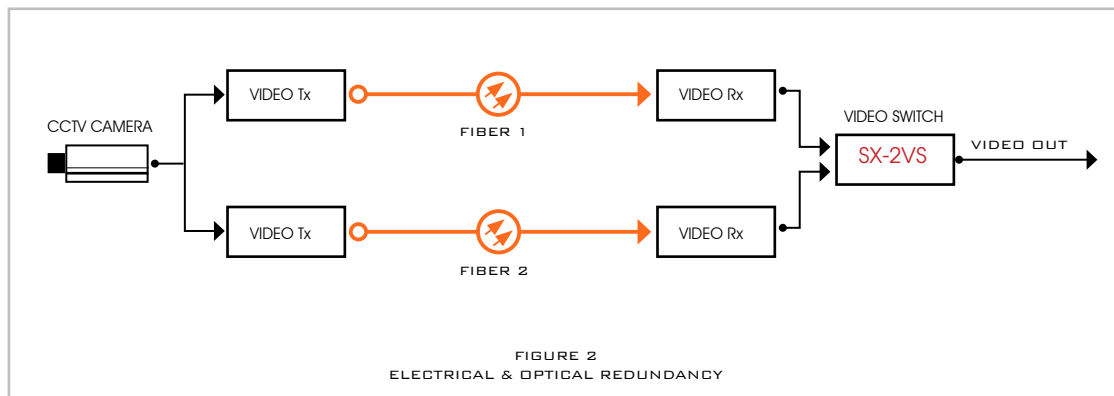 CCTV CAMERA
VIDEO Tx
FIBER 1
VIDEO Rx
VIDEO Tx
FIBER 2
VIDEO Rx
VIDEO SWITCH
SX-2VS
VIDEO OUT
FIGURE 2
ELECTRICAL & OPTICAL REDUNDANCY